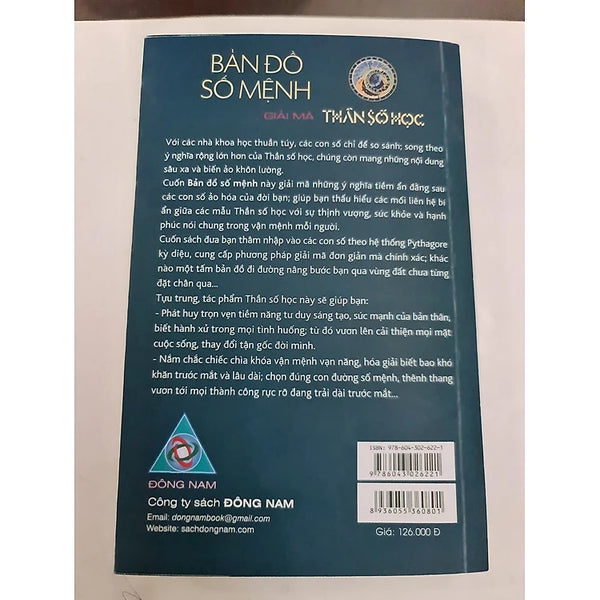 BẢN ĐỒ
SỐ MỆNH
GIẢI MÃ THẦN SỐ HỌC
Với các nhà khoa học thuần túy, các con số chỉ để so sánh; song theo
ý nghĩa rộng lớn hơn của Thần số học, chúng còn mang những nội dung
sâu xa và biến ảo khôn lường.
Cuốn Bản đồ số mệnh này giải mã những ý nghĩa tiềm ẩn đằng sau
các con số ảo hóa của đời bạn; giúp bạn thấu hiểu các mối liên hệ bí
ẩn giữa các mẫu Thần số học với sự thịnh vượng, sức khỏe và hạnh
phúc nói chung trong vận mệnh mỗi người.
Cuốn sách đưa bạn thâm nhập vào các con số theo hệ thống Pythagore
kỳ diệu, cung cấp phương pháp giải mã đơn giản mà chính xác; khác
nào một tấm bản đồ đi đường nâng bước bạn qua vùng đất chưa từng
đặt chân qua...
Tựu trung, tác phẩm Thần số học này sẽ giúp bạn:
- Phát huy trọn vẹn tiềm năng tư duy sáng tạo, sức mạnh của bản thân,
biết hành xử trong mọi tình huống; từ đó vươn lên cải thiện mọi mặt
cuộc sống, thay đổi tận gốc đời mình.
- Nắm chắc chiếc chìa khóa vận mệnh vạn năng, hóa giải biết bao khó
khăn trước mắt và lâu dài; chọn đúng con đường số mệnh, thênh thang
vươn tới mọi thành công rực rỡ đang trải dài trước mắt...
ISBN: 978-604-302-622-1
9 786043 026221
8 936055 360801
Giá: 126.000 Đ
ĐÔNG NAM
Công ty sách ĐÔNG NAM
Email: dongnambook@gmail.com
Website: sachdongnam.com